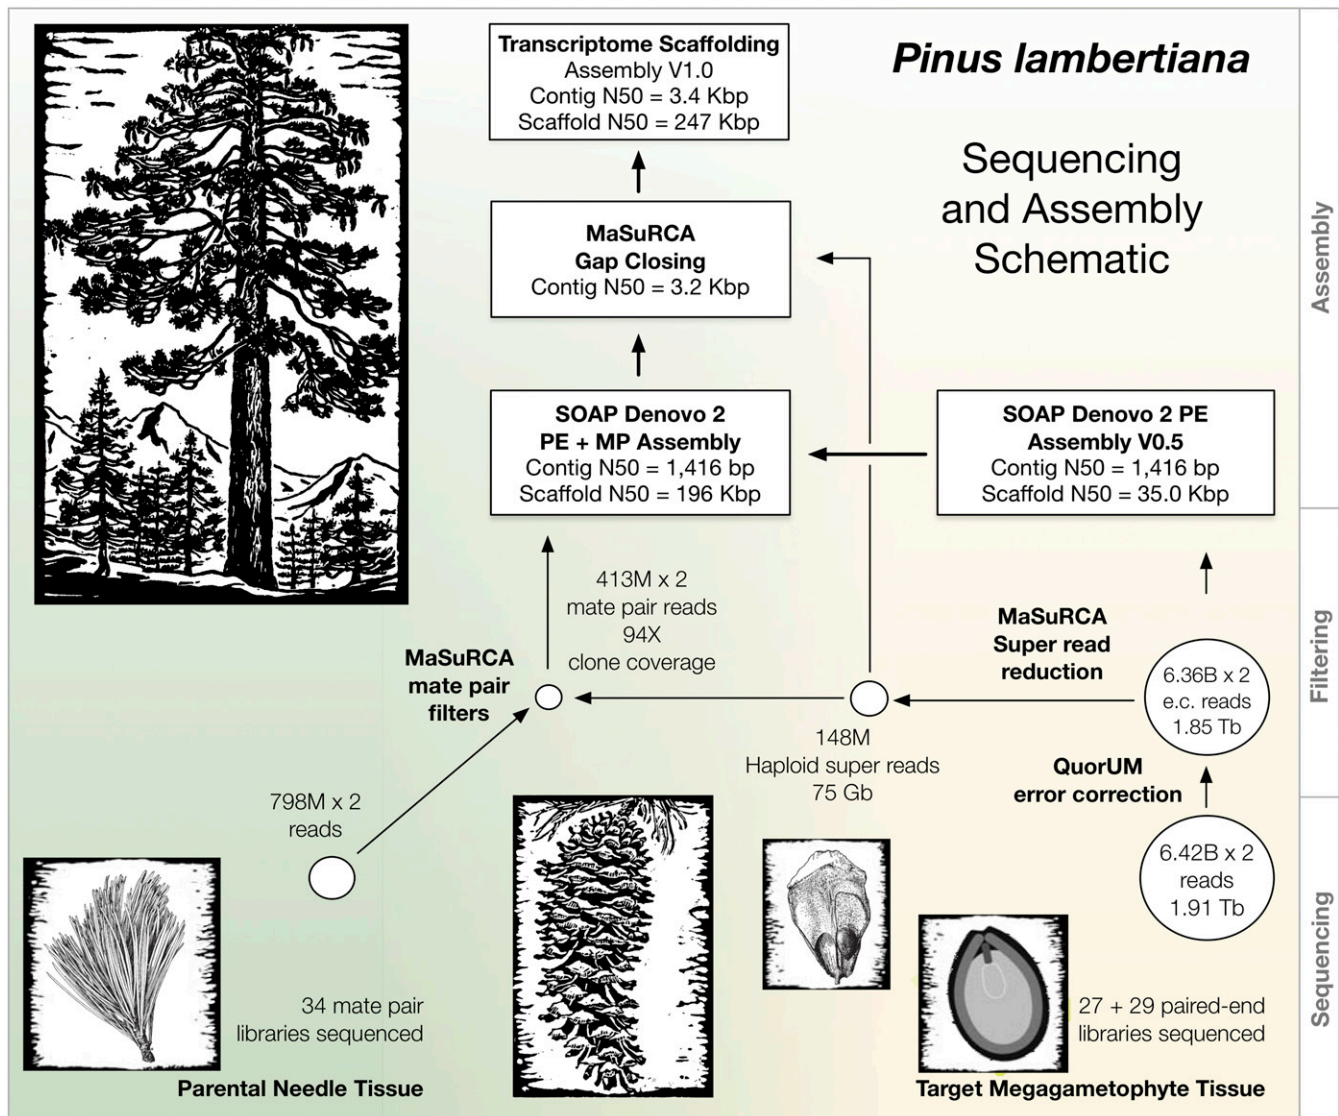 Pinus lambertiana
Sequencing
and Assembly
Schematic
Transcriptome Scaffolding
Assembly V1.0
Contig N50 = 3.4 Kbp
Scaffold N50 = 247 Kbp
MaSuRCA
Gap Closing
Contig N50 = 3.2 Kbp
SOAP Denovo 2
PE + MP Assembly
Contig N50 = 1,416 bp
Scaffold N50 = 196 Kbp
SOAP Denovo 2 PE
Assembly V0.5
Contig N50 = 1,416 bp
Scaffold N50 = 35.0 Kbp
Assembly
413M x 2
mate pair reads
94X
clone coverage
MaSuRCA
mate pair
filters
MaSuRCA
Super read
reduction
6.36B x 2
e.c. reads
1.85 Tb
148M
Haploid super reads
75 Gb
QuorUM
error correction
Filtering
798M x 2
reads
6.42B x 2
reads
1.91 Tb
34 mate pair
libraries sequenced
Parental Needle Tissue
27 + 29 paired-end
libraries sequenced
Target Megagametophyte Tissue
Sequencing